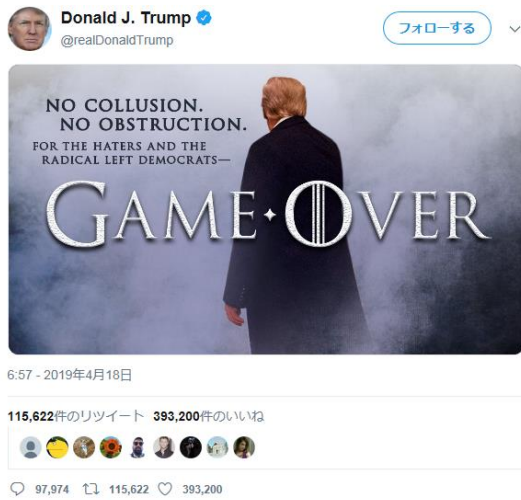 Donald J. Trump
@realDonaldTrump
フォローする
NO COLLUSION.
NO OBSTRUCTION.
FOR THE HATERS AND THE
RADICAL LEFT DEMOCRATS—
GAME OVER
6:57 - 2019年4月18日
115,622件のリツイート 393,200件のいいね
97,974 115,622 393,200